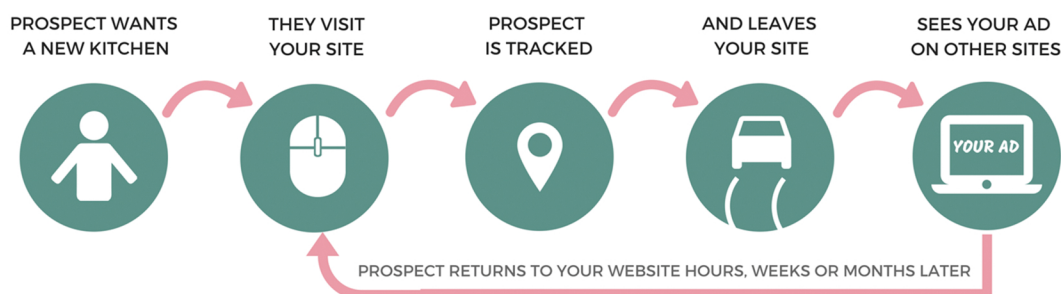 PROSPECT WANTS
A NEW KITCHEN
THEY VISIT
YOUR SITE
PROSPECT
IS TRACKED
AND LEAVES
YOUR SITE
SEES YOUR AD
ON OTHER SITES
YOUR AD
PROSPECT RETURNS TO YOUR WEBSITE HOURS, WEEKS OR MONTHS LATER